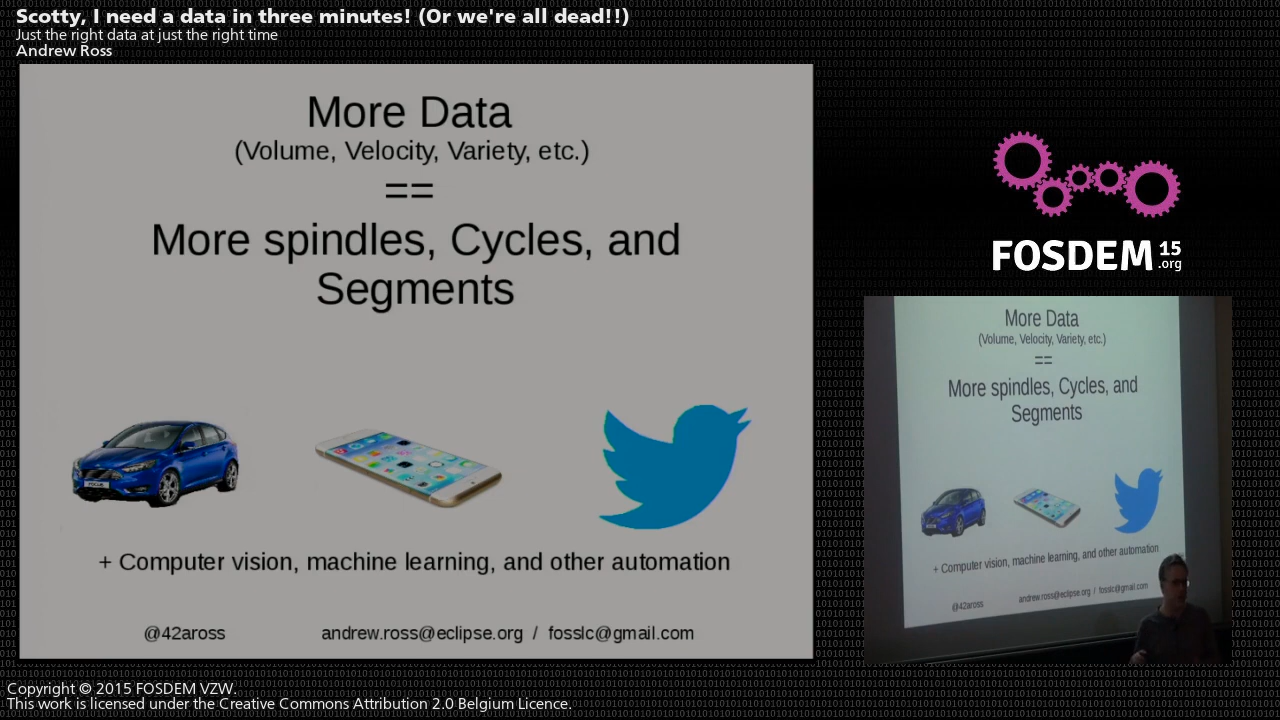 Scotty, I need a data in three minutes! (Or we're all dead!!)
Just the right data at just the right time
Andrew Ross
More Data
(Volume, Velocity, Variety, etc.)
==
More spindles, Cycles, and
Segments
+ Computer vision, machine learning, and other automation
@42aross
andrew.ross@eclipse.org / fosslc@gmail.com
FOSDEM 15
.org
More Data
(Volume, Velocity, Variety, etc.)
==
More spindles, Cycles, and
Segments
+ Computer vision, machine learning, and other automation
@42aross
andrew.ross@eclipse.org / fosslc@gmail.com
Copyright © 2015 FOSDEM VZW.
This work is licensed under the Creative Commons Attribution 2.0 Belgium Licence.